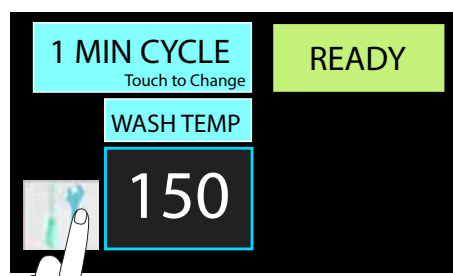 1 MIN CYCLE
Touch to Change
READY
WASH TEMP
150